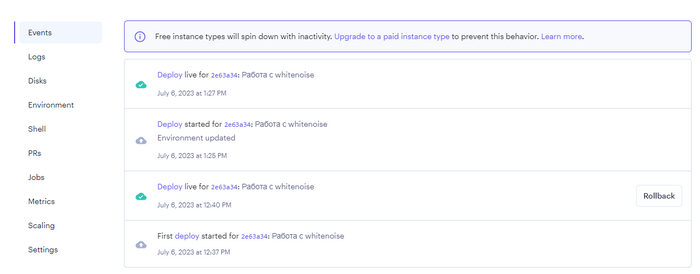 Events
Logs
Disks
Environment
Shell
PRs
Jobs
Metrics
Scaling
Settings
Free instance types will spin down with inactivity. Upgrade to a paid instance type to prevent this behavior. Learn more.
Deploy live for 2e63a34: Работа с whitenoise
July 6, 2023 at 1:27 PM
Deploy started for 2e63a34: Работа с whitenoise
Environment updated
July 6, 2023 at 1:25 PM
Deploy live for 2e63a34: Работа с whitenoise
July 6, 2023 at 12:40 PM
Rollback
First deploy started for 2e63a34: Работа с whitenoise
July 6, 2023 at 12:37 PM